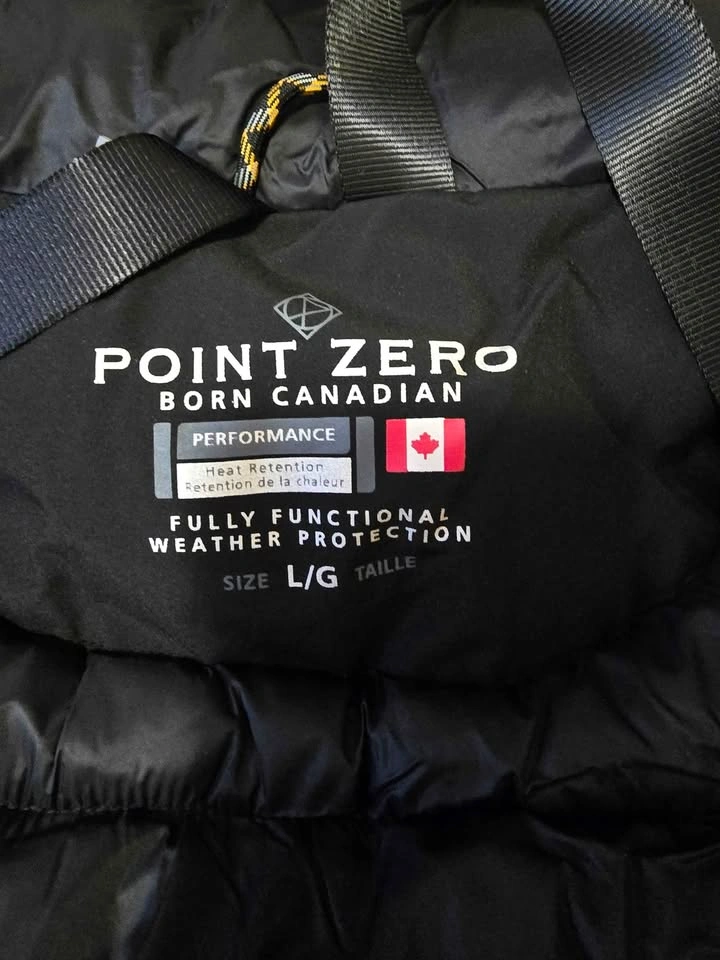 POINT ZERO
BORN CANADIAN
PERFORMANCE
Heat Retention
Retention de la chaleur
FULLY FUNCTIONAL
WEATHER PROTECTION
SIZE L/G TAILLE